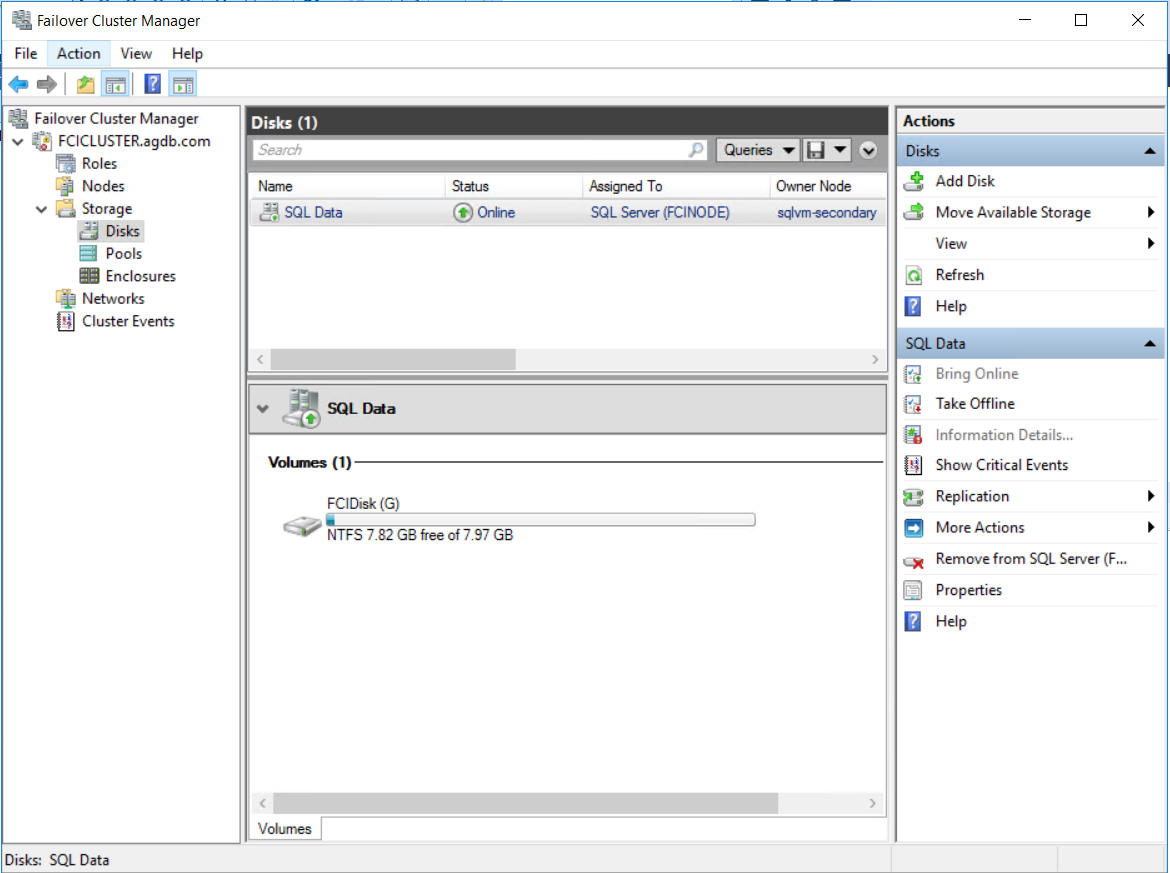 Failover Cluster Manager
File Action View Help
Failover Cluster Manager
FCICLUSTER.agdb.com
Roles
Nodes
Storage
Disks
Pools
Enclosures
Networks
Cluster Events
Disks (1)
Search
Queries
Name Status Assigned To Owner Node
SQL Data Online SQL Server (FCINODE) sqlvm-secondary
SQL Data
Volumes (1)
FCIDisk (G)
NTFS 7.82 GB free of 7.97 GB
Volumes
Actions
Disks
Add Disk
Move Available Storage
View
Refresh
Help
SQL Data
Bring Online
Take Offline
Information Details...
Show Critical Events
Replication
More Actions
Remove from SQL Server (F...
Properties
Help
Disks: SQL Data